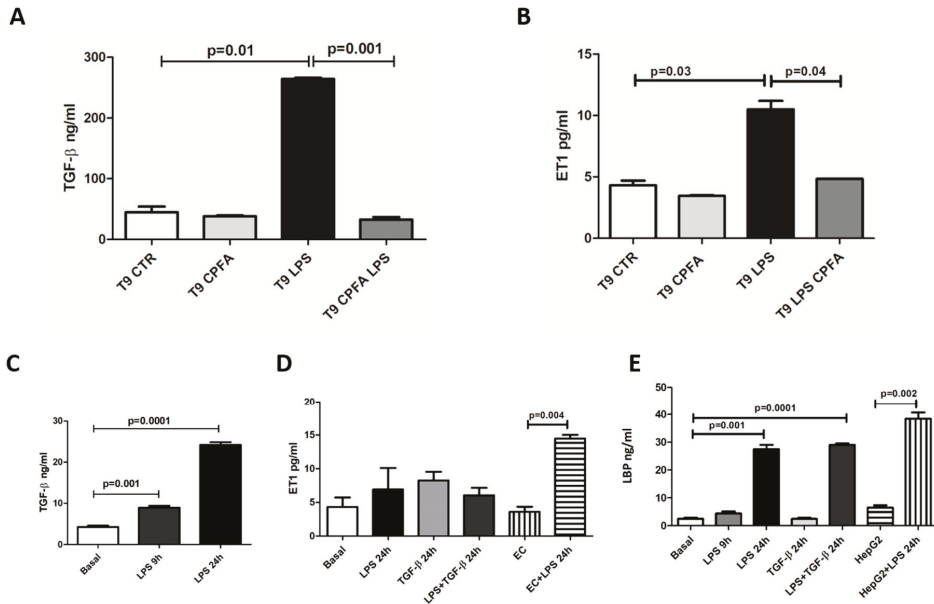 A
p=0.01
p=0.001
TGF-β ng/ml
300
200
100
0
T9 CTR
T9 CPFA
T9 LPS
T9 CPFA LPS
B
p=0.03
p=0.04
ET1 pg/ml
15
10
5
0
T9 CTR
T9 CPFA
T9 LPS
T9 LPS CPFA
C
p=0.0001
p=0.001
TGF-β ng/ml
30
20
10
0
Basal
LPS 9h
LPS 24h
D
p=0.004
ET1 pg/ml
20
15
10
5
0
Basal
LPS 24h
TGF-β 24h
LPS+TGF-β 24h
EC
EC+LPS 24h
E
p=0.002
p=0.0001
p=0.001
LBP ng/ml
50
40
30
20
10
0
Basal
LPS 9h
LPS 24h
TGF-β 24h
LPS+TGF-β 24h
HepG2
HepG2+LPS 24h